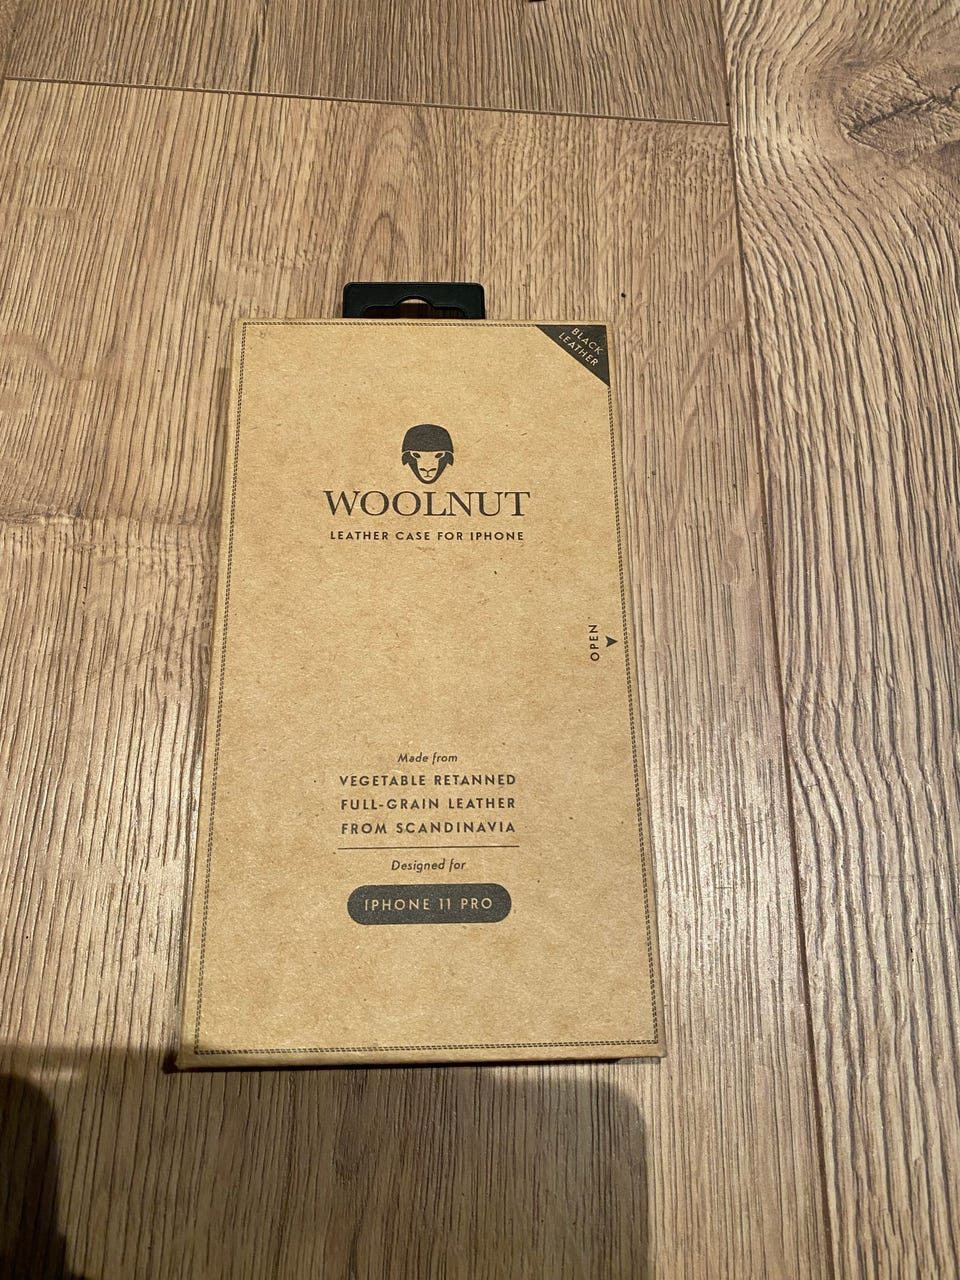 BLACK
LEATHER
WOOLNUT
LEATHER CASE FOR IPHONE
OPEN
Made from
VEGETABLE RETANNED
FULL-GRAIN LEATHER
FROM SCANDINAVIA
Designed for
IPHONE 11 PRO